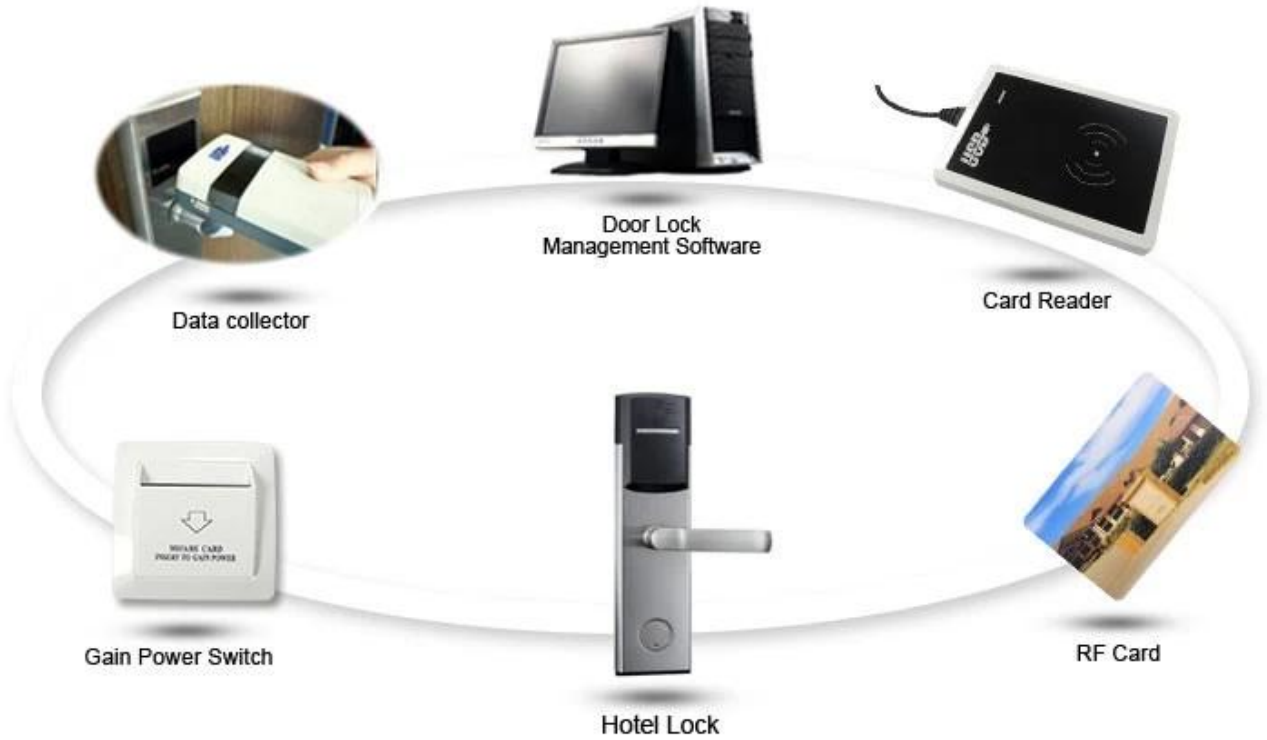 Door Lock
Management Software
Card Reader
Data collector
MIFARE CARD
INSERT TO GAIN POWER
Gain Power Switch
RF Card
Hotel Lock